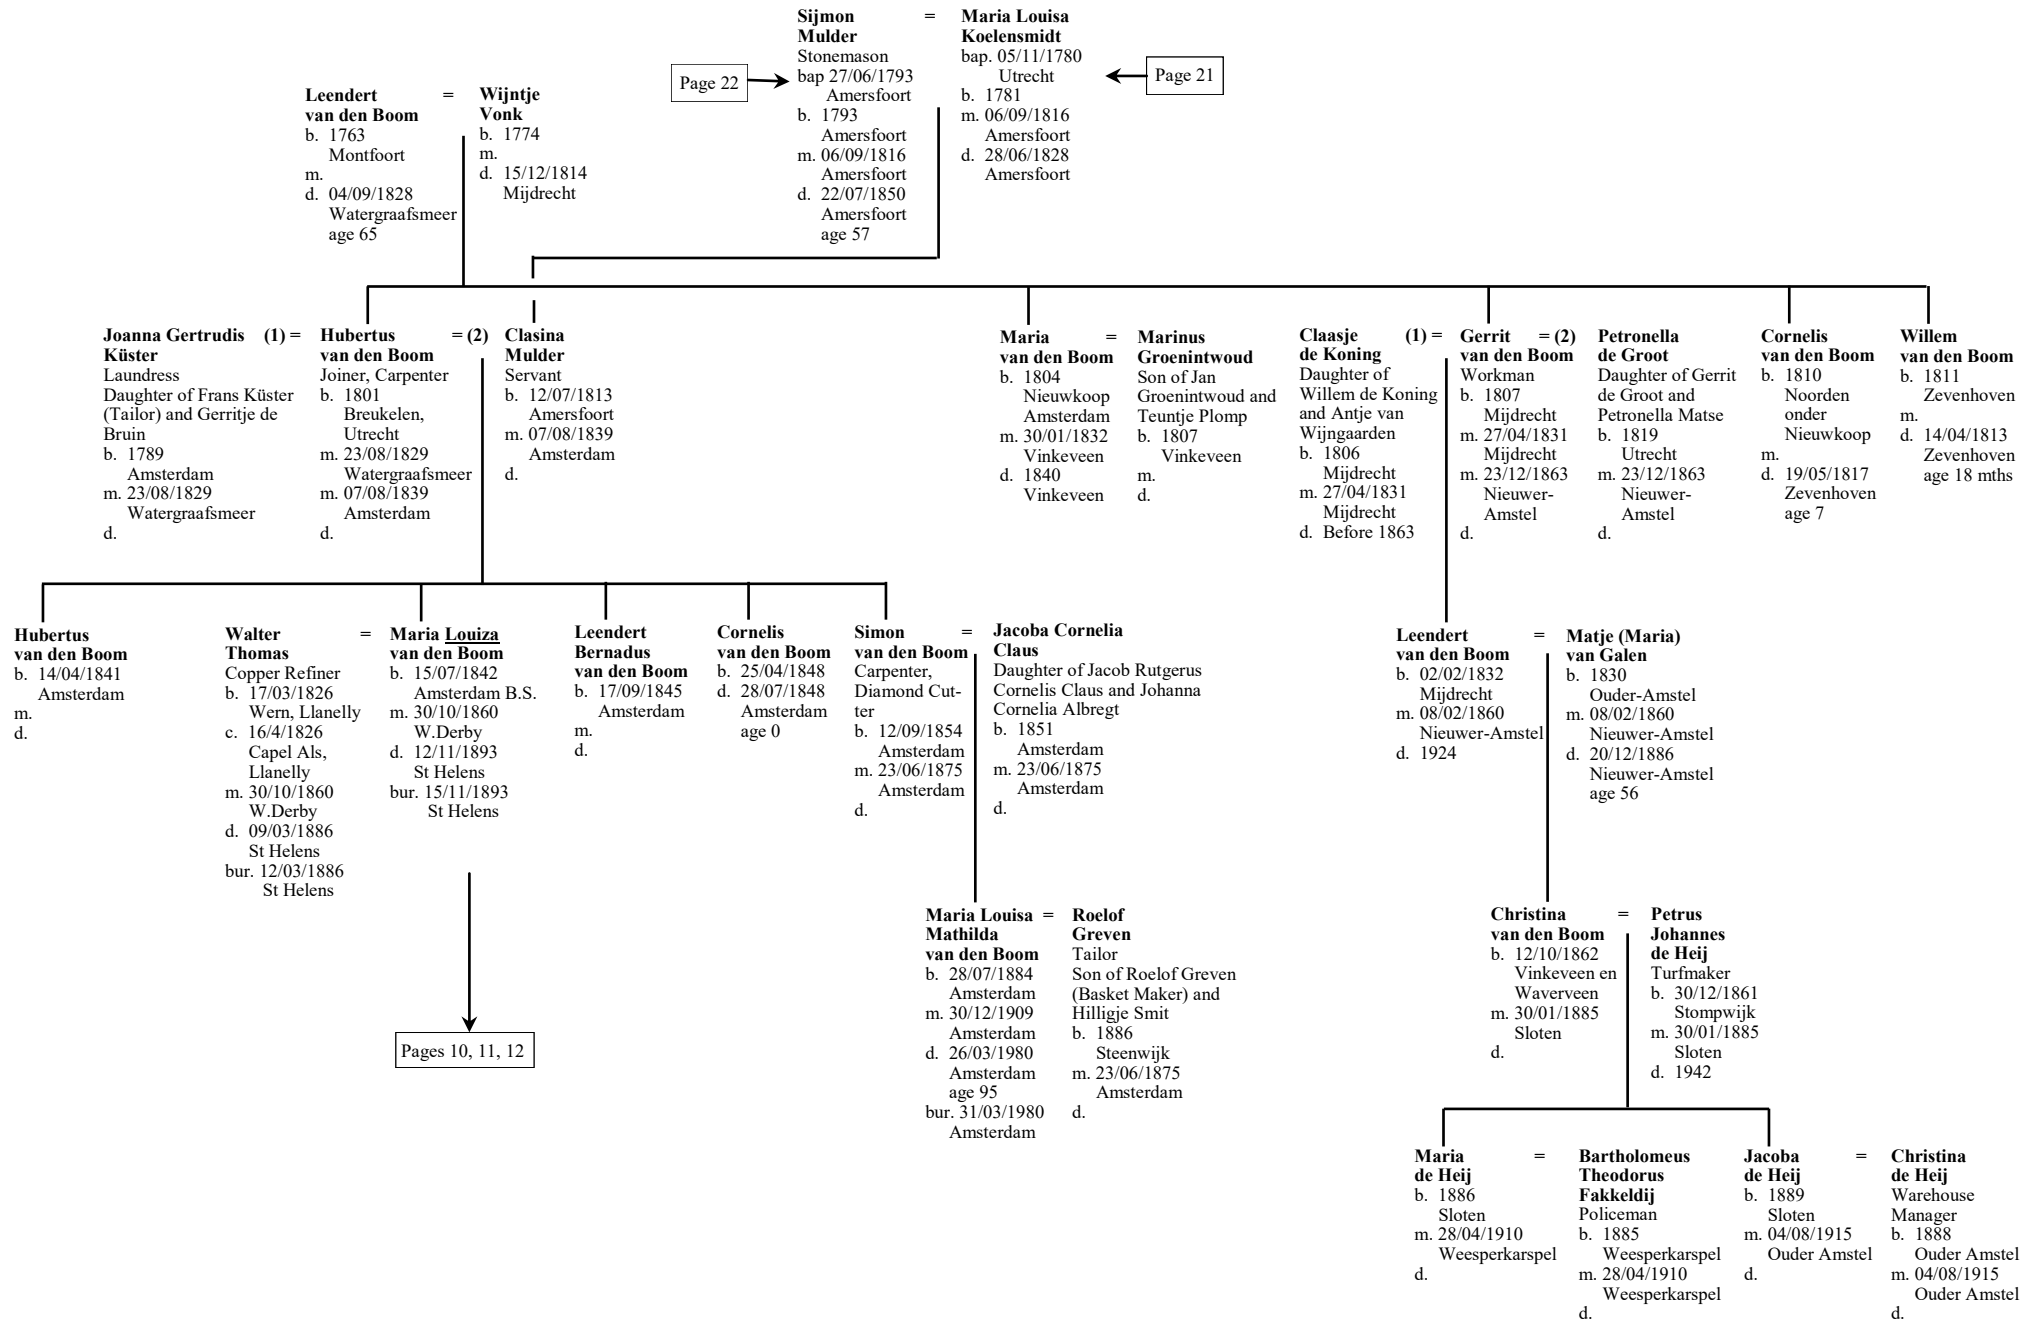 Sijmon = Maria Louisa
Mulder Koelensmidt
Stonemason
bap 27/06/1793
Amersfoort
b. 1793
Amersfoort
m. 06/09/1816
Amersfoort
d. 22/07/1850
Amersfoort
age 57
bap. 05/11/1780
Utrecht
b. 1781
m. 06/09/1816
Amersfoort
d. 28/06/1828
Amersfoort
Page 22
Page 21
Leendert =
van den Boom
b. 1763
Montfoort
m.
d. 04/09/1828
Watergraafsmeer
age 65
Wijntje
Vonk
b. 1774
m.
d. 15/12/1814
Mijdrecht
Joanna Gertrudis (1) =
Küster
Laundress
Daughter of Frans Küster
(Tailor) and Gerritje de
Bruin
b. 1789
Amsterdam
m. 23/08/1829
Watergraafsmeer
d.
Hubertus = (2)
van den Boom
Joiner, Carpenter
b. 1801
Breukelen,
Utrecht
m. 23/08/1829
Watergraafsmeer
m. 07/08/1839
Amsterdam
d.
Clasina
Mulder
Servant
b. 12/07/1813
Amersfoort
m. 07/08/1839
Amsterdam
d.
Maria =
van den Boom
b. 1804
Nieuwkoop
Amsterdam
m. 30/01/1832
Vinkeveen
d. 1840
Vinkeveen
Marinus
Groenintwoud
Son of Jan
Groenintwoud and
Teuntje Plomp
b. 1807
Vinkeveen
m.
d.
Claasje (1) =
de Koning
Daughter of
Willem de Koning
and Antje van
Wijngaarden
b. 1806
Mijdrecht
m. 27/04/1831
Mijdrecht
d. Before 1863
Gerrit = (2)
van den Boom
Workman
b. 1807
Mijdrecht
m. 27/04/1831
Mijdrecht
m. 23/12/1863
Nieuwer-
Amstel
d.
Petronella
de Groot
Daughter of Gerrit
de Groot and
Petronella Matse
b. 1819
Utrecht
m. 23/12/1863
Nieuwer-
Amstel
d.
Cornelis
van den Boom
b. 1810
Noorden
onder
Nieuwkoop
m.
d. 19/05/1817
Zevenhoven
age 7
Willem
van den Boom
b. 1811
Zevenhoven
m.
d. 14/04/1813
Zevenhoven
age 18 mths
Hubertus
van den Boom
b. 14/04/1841
Amsterdam
m.
d.
Walter =
Thomas
Copper Refiner
b. 17/03/1826
Wern, Llanelly
c. 16/4/1826
Capel Als,
Llanelly
m. 30/10/1860
W.Derby
d. 09/03/1886
St Helens
bur. 12/03/1886
St Helens
Maria Louiza
van den Boom
b. 15/07/1842
Amsterdam B.S.
m. 30/10/1860
W.Derby
d. 12/11/1893
St Helens
bur. 15/11/1893
St Helens
Leendert
Bernadus
van den Boom
b. 17/09/1845
Amsterdam
m.
d.
Cornelis
van den Boom
b. 25/04/1848
d. 28/07/1848
Amsterdam
age 0
Simon =
van den Boom
Carpenter,
Diamond Cut-
ter
b. 12/09/1854
Amsterdam
m. 23/06/1875
Amsterdam
d.
Jacoba Cornelia
Claus
Daughter of Jacob Rutgerus
Cornelis Claus and Johanna
Cornelia Albregt
b. 1851
Amsterdam
m. 23/06/1875
Amsterdam
d.
Leendert =
van den Boom
b. 02/02/1832
Mijdrecht
m. 08/02/1860
Nieuwer-Amstel
d. 1924
Matje (Maria)
van Galen
b. 1830
Ouder-Amstel
m. 08/02/1860
Nieuwer-Amstel
d. 20/12/1886
Nieuwer-Amstel
age 56
Pages 10, 11, 12
Maria Louisa =
Mathilda
van den Boom
b. 28/07/1884
Amsterdam
m. 30/12/1909
Amsterdam
d. 26/03/1980
Amsterdam
age 95
bur. 31/03/1980
Amsterdam
Roelof
Greven
Tailor
Son of Roelof Greven
(Basket Maker) and
Hilligje Smit
b. 1886
Steenwijk
m. 23/06/1875
Amsterdam
d.
Christina =
van den Boom
b. 12/10/1862
Vinkeveen en
Waverveen
m. 30/01/1885
Sloten
d.
Petrus
Johannes
de Heij
Turfmaker
b. 30/12/1861
Stompwijk
m. 30/01/1885
Sloten
d. 1942
Maria =
de Heij
b. 1886
Sloten
m. 28/04/1910
Weesperkarspel
d.
Bartholomeus
Theodorus
Fakkeldij
Policeman
b. 1885
Weesperkarspel
m. 28/04/1910
Weesperkarspel
d.
Jacoba =
de Heij
b. 1889
Sloten
m. 04/08/1915
Ouder Amstel
d.
Christina
de Heij
Warehouse
Manager
b. 1888
Ouder Amstel
m. 04/08/1915
Ouder Amstel
d.